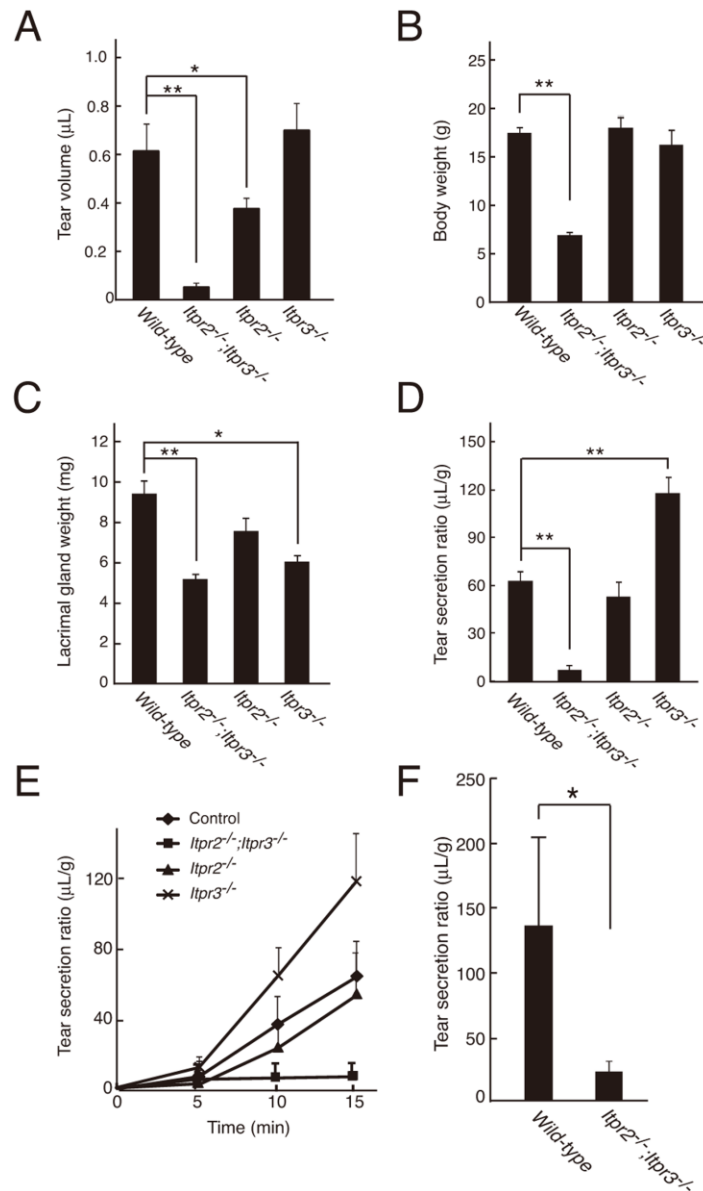 A
Tear volume (μL)
1.0
0.8
0.6
0.4
0.2
0
**
*
Wild-type
Itpr2-/-;Itpr3-/-
Itpr2-/-
Itpr3-/-
B
Body weight (g)
25
20
15
10
5
0
**
Wild-type
Itpr2-/-;Itpr3-/-
Itpr2-/-
Itpr3-/-
C
Lacrimal gland weight (mg)
12
10
8
6
4
2
0
**
*
Wild-type
Itpr2-/-;Itpr3-/-
Itpr2-/-
Itpr3-/-
D
Tear secretion ratio (μL/g)
150
120
90
60
30
0
**
**
Wild-type
Itpr2-/-;Itpr3-/-
Itpr2-/-
Itpr3-/-
E
Control
Itpr2-/-;Itpr3-/-
Itpr2-/-
Itpr3-/-
Tear secretion ratio (μL/g)
120
80
40
0
0 5 10 15
Time (min)
F
Tear secretion ratio (μL/g)
250
200
150
100
50
0
*
Wild-type
Itpr2-/-;Itpr3-/-